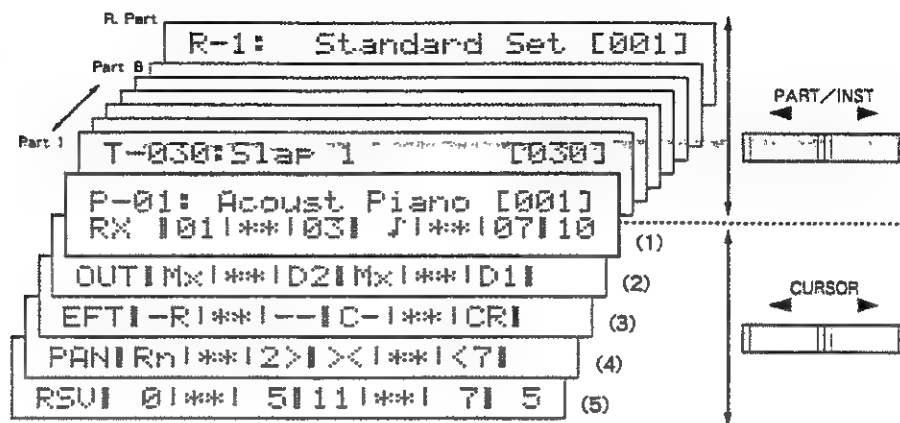 R. Part
R-1:  Standard Set [001]
Part 8
Part 1
T-030:Slap 1 [030]
P-01: Acoust Piano [001]
RX ▌01|**|03▌ ♪|**|07▌10
(1)
OUT▌Mx|**|D2▌Mx|**|D1▌
(2)
EFT▌-R|**|--▌C-|**|CR▌
(3)
PAN▌Rn|**|2>▌><|**|<7▌
(4)
RSV▌ 0|**| 5▌11|**| 7▌ 5
(5)
PART/INST
◀ ▶
CURSOR
◀ ▶